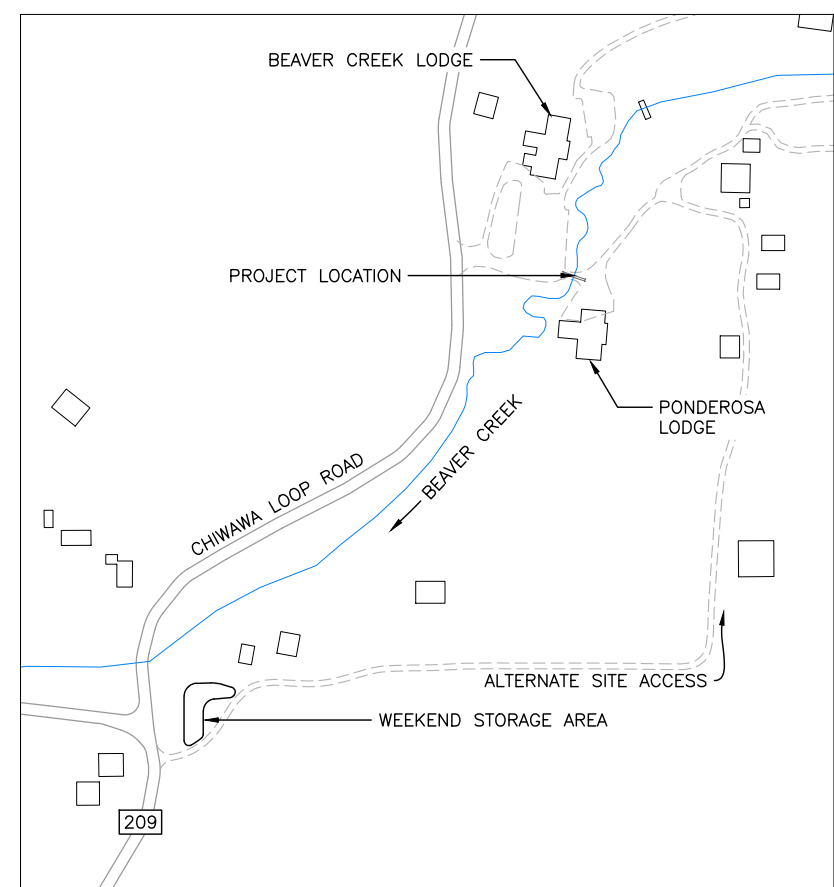 BEAVER CREEK LODGE
PROJECT LOCATION
PONDEROSA
LODGE
BEAVER CREEK
CHIWAWA LOOP ROAD
ALTERNATE SITE ACCESS
WEEKEND STORAGE AREA
209